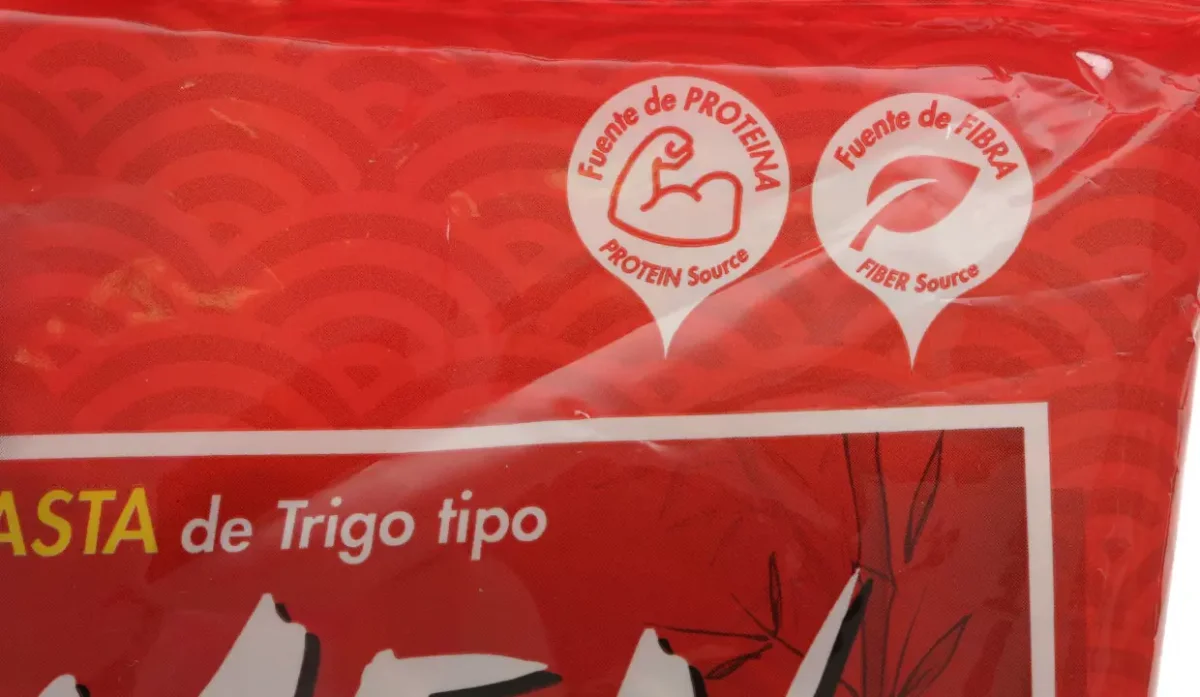 Fuente de PROTEINA
PROTEIN Source
Fuente de FIBRA
FIBER Source
ASTA de Trigo tipo